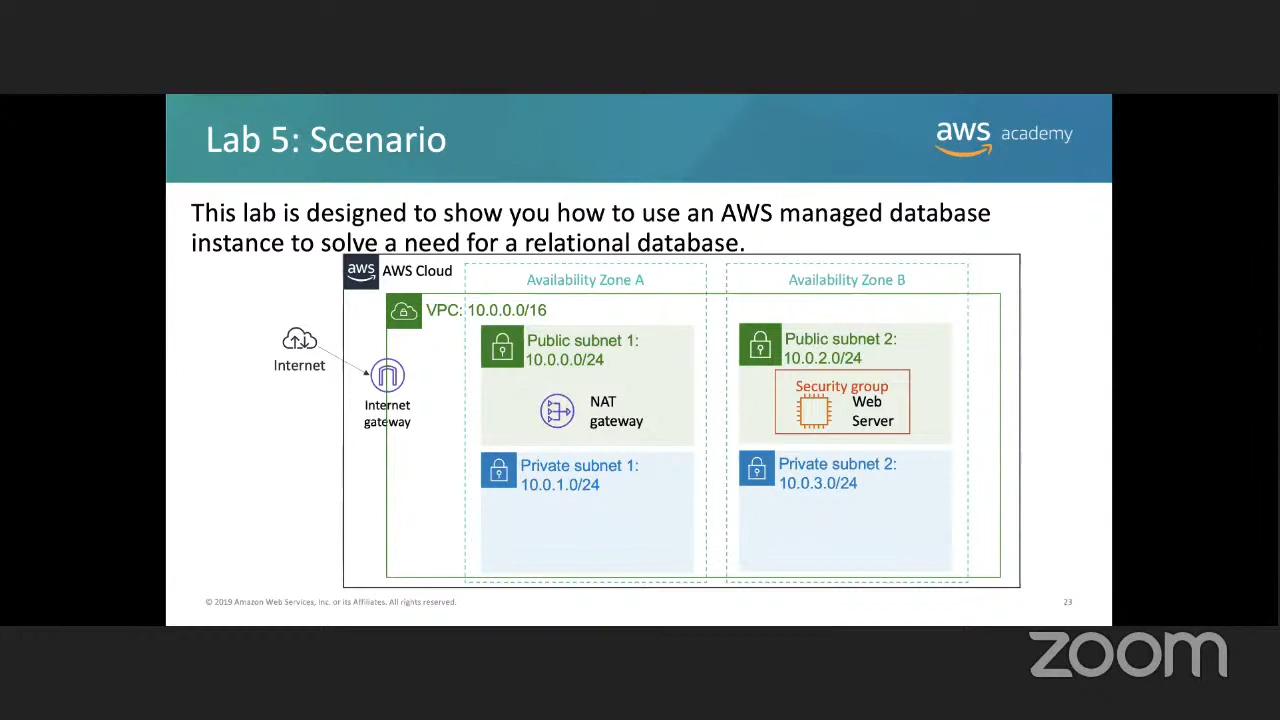 Lab 5: Scenario
aws academy
This lab is designed to show you how to use an AWS managed database
instance to solve a need for a relational database.
aws
AWS Cloud
Availability Zone A
Availability Zone B
VPC: 10.0.0.0/16
Internet
Internet
gateway
Public subnet 1:
10.0.0.0/24
NAT
gateway
Public subnet 2:
10.0.2.0/24
Security group
Web
Server
Private subnet 1:
10.0.1.0/24
Private subnet 2:
10.0.3.0/24
© 2019 Amazon Web Services, Inc. or its Affiliates. All rights reserved.
23
zoom